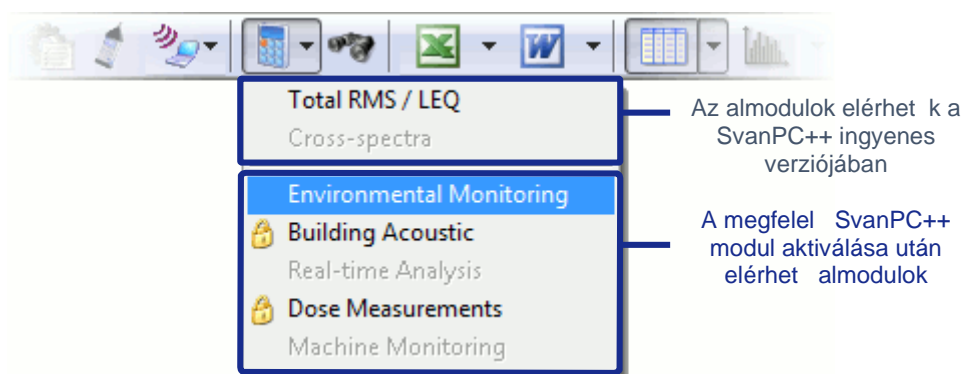 Total RMS / LEQ
Cross-spectra
Environmental Monitoring
Building Acoustic
Real-time Analysis
Dose Measurements
Machine Monitoring
Az almodulok elérhet k a
SvanPC++ ingyenes
verziójában
A megfelel SvanPC++
modul aktiválása után
elérhet almodulok